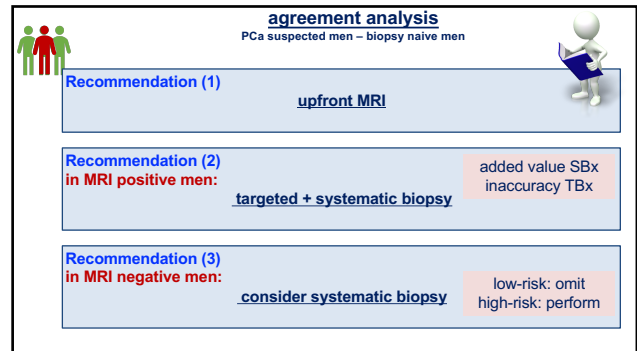 agreement analysis
PCa suspected men – biopsy naive men
Recommendation (1)
upfront MRI
Recommendation (2)
in MRI positive men:
targeted + systematic biopsy
added value SBx
inaccuracy TBx
Recommendation (3)
in MRI negative men:
consider systematic biopsy
low-risk: omit
high-risk: perform